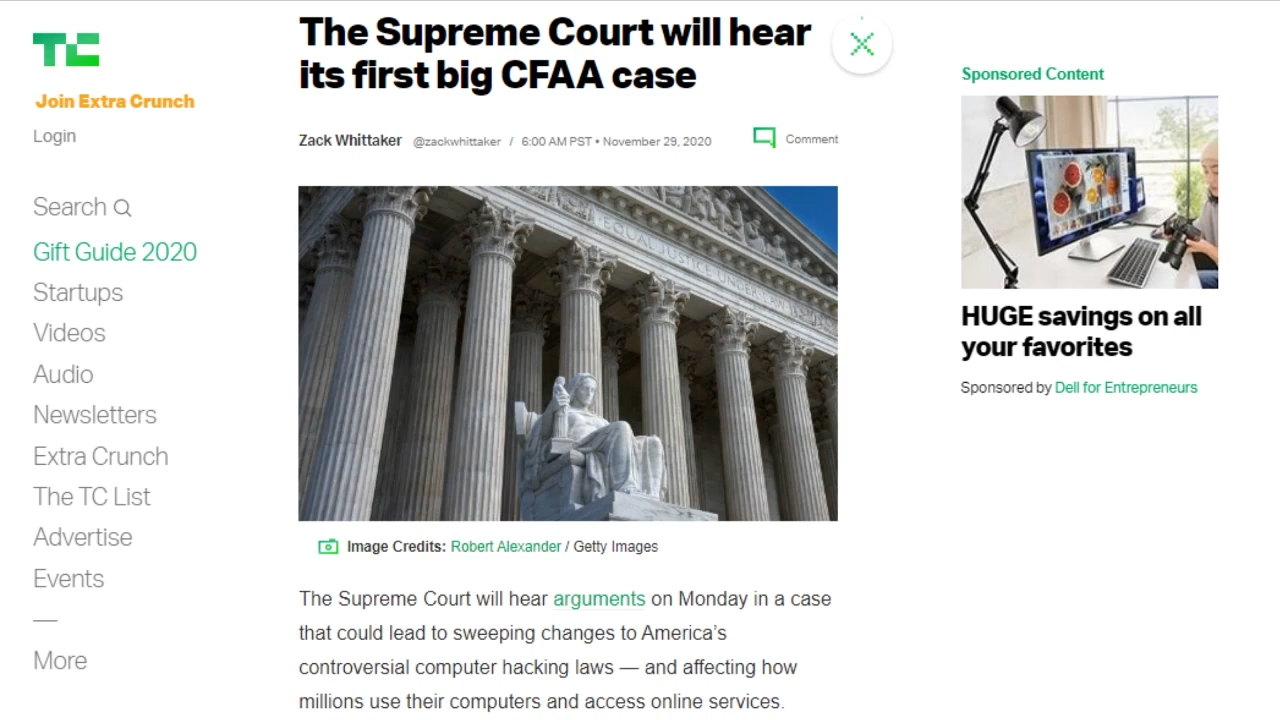 TC
Join Extra Crunch
Login
Search
Gift Guide 2020
Startups
Videos
Audio
Newsletters
Extra Crunch
The TC List
Advertise
Events
—
More
The Supreme Court will hear
its first big CFAA case
Zack Whittaker @zackwhittaker / 6:00 AM PST • November 29, 2020
Comment
EQUAL JUSTICE UNDER LAW
Image Credits: Robert Alexander / Getty Images
The Supreme Court will hear arguments on Monday in a case
that could lead to sweeping changes to America’s
controversial computer hacking laws — and affecting how
millions use their computers and access online services.
Sponsored Content
HUGE savings on all
your favorites
Sponsored by Dell for Entrepreneurs